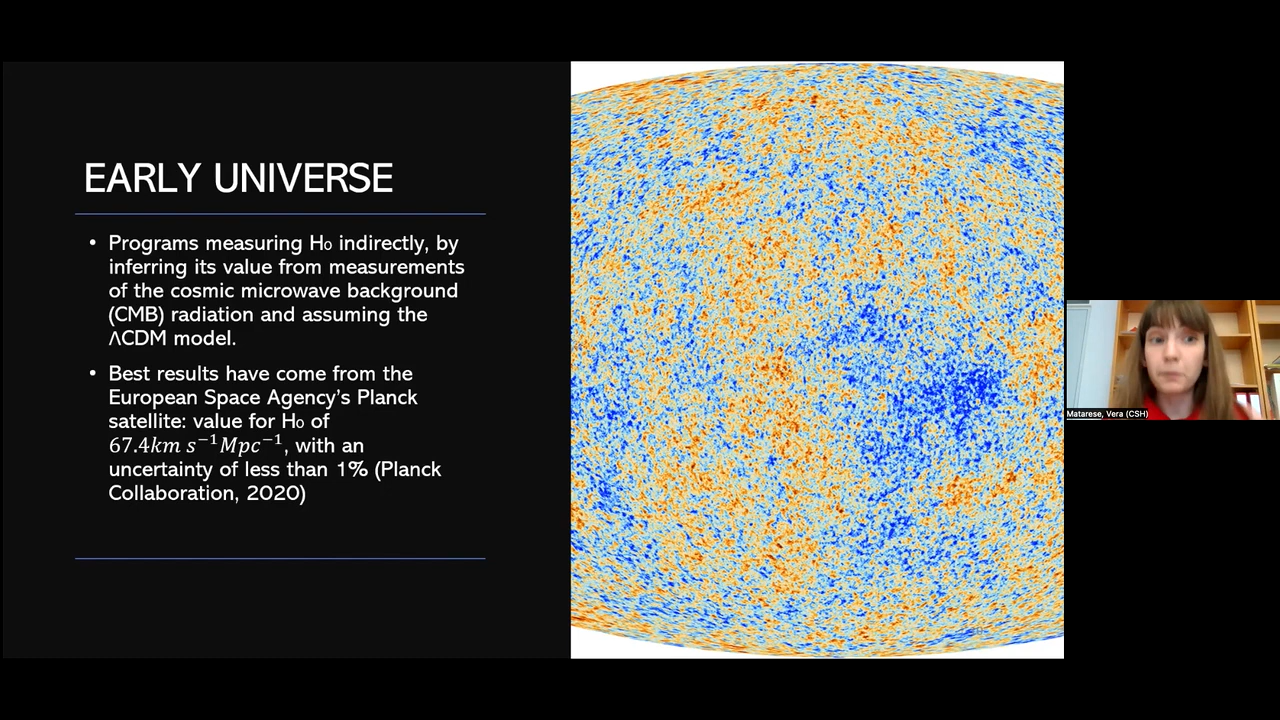 EARLY UNIVERSE
• Programs measuring H₀ indirectly, by
inferring its value from measurements
of the cosmic microwave background
(CMB) radiation and assuming the
ΛCDM model.
• Best results have come from the
European Space Agency’s Planck
satellite: value for H₀ of
67.4km s⁻¹Mpc⁻¹, with an
uncertainty of less than 1% (Planck
Collaboration, 2020)
Matarese, Vera (CSH)